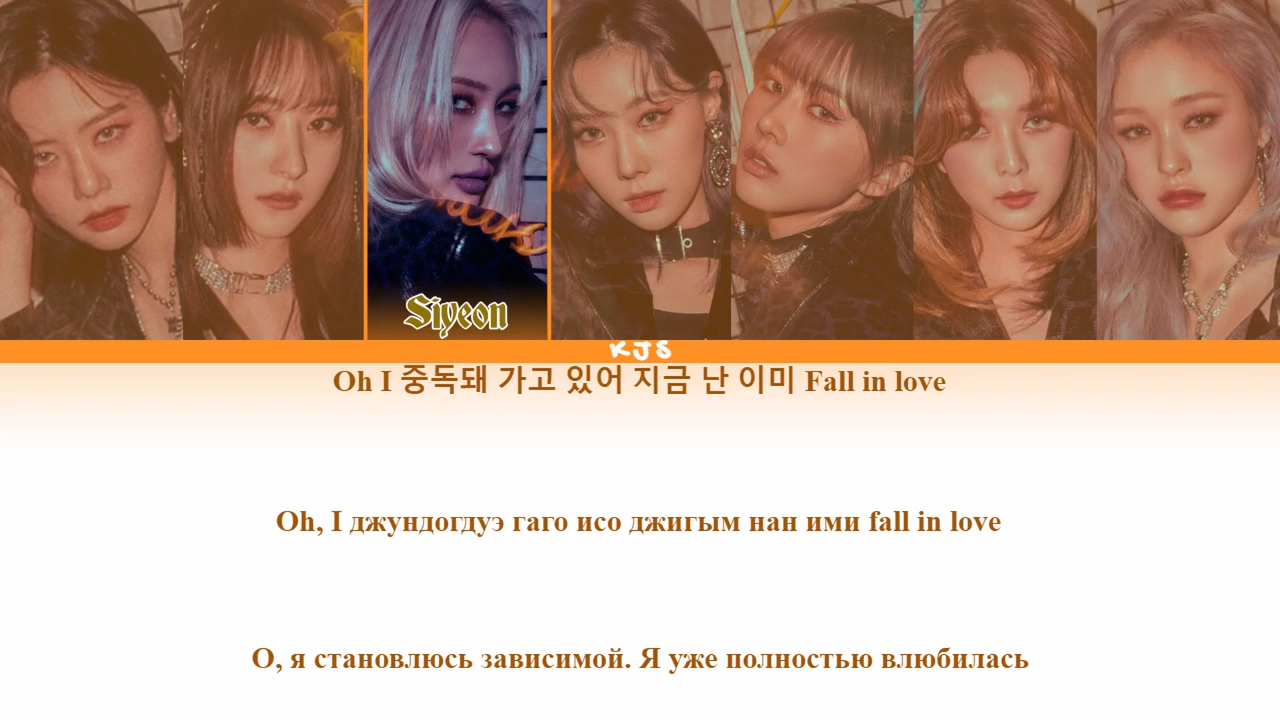 Siyeon
KJS
Oh I 중독돼 가고 있어 지금 난 이미 Fall in love
Oh, I джундогдуэ гаго исо джигым нан ими fall in love
О, я становлюсь зависимой. Я уже полностью влюбилась